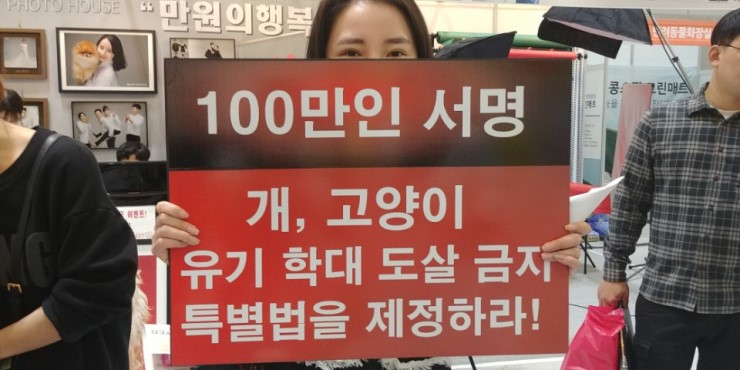 PHOTO HOUSE
"만원의행복
100만인 서명
개, 고양이
유기 학대 도살 금지
특별법을 제정하라!